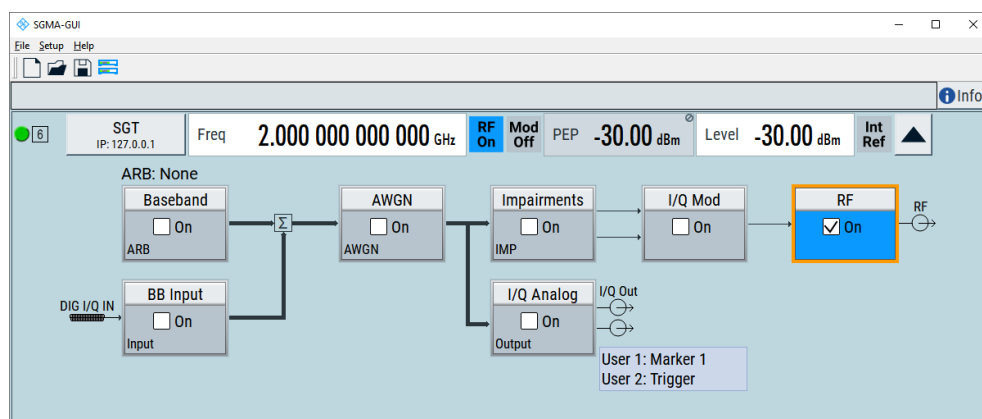 SGMA-GUI
File Setup Help
Info
6
SGT
IP: 127.0.0.1
Freq 2.000 000 000 000 GHz
RF On
Mod Off
PEP -30.00 dBm
Level -30.00 dBm
Int Ref
ARB: None
Baseband
On
ARB
Σ
AWGN
On
AWGN
Impairments
On
IMP
I/Q Mod
On
RF
On
RF
DIG I/Q IN
BB Input
On
Input
I/Q Analog
On
Output
I/Q Out
User 1: Marker 1
User 2: Trigger